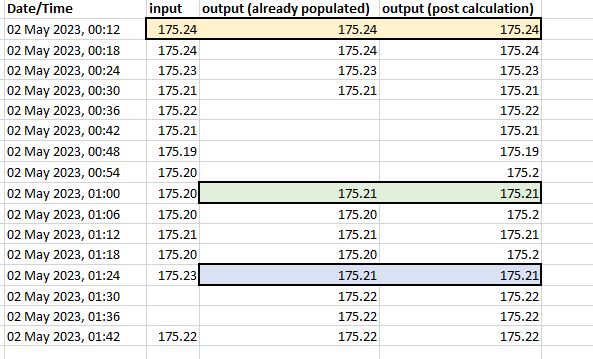 Date/Time input output (already populated) output (post calculation)
02 May 2023, 00:12 175.24 175.24 175.24
02 May 2023, 00:18 175.24 175.24 175.24
02 May 2023, 00:24 175.23 175.23 175.23
02 May 2023, 00:30 175.21 175.21 175.21
02 May 2023, 00:36 175.22 175.22
02 May 2023, 00:42 175.21 175.21
02 May 2023, 00:48 175.19 175.19
02 May 2023, 00:54 175.20 175.2
02 May 2023, 01:00 175.20 175.21 175.21
02 May 2023, 01:06 175.20 175.20 175.2
02 May 2023, 01:12 175.21 175.21 175.21
02 May 2023, 01:18 175.20 175.20 175.2
02 May 2023, 01:24 175.23 175.21 175.21
02 May 2023, 01:30 175.22 175.22
02 May 2023, 01:36 175.22 175.22
02 May 2023, 01:42 175.22 175.22 175.22